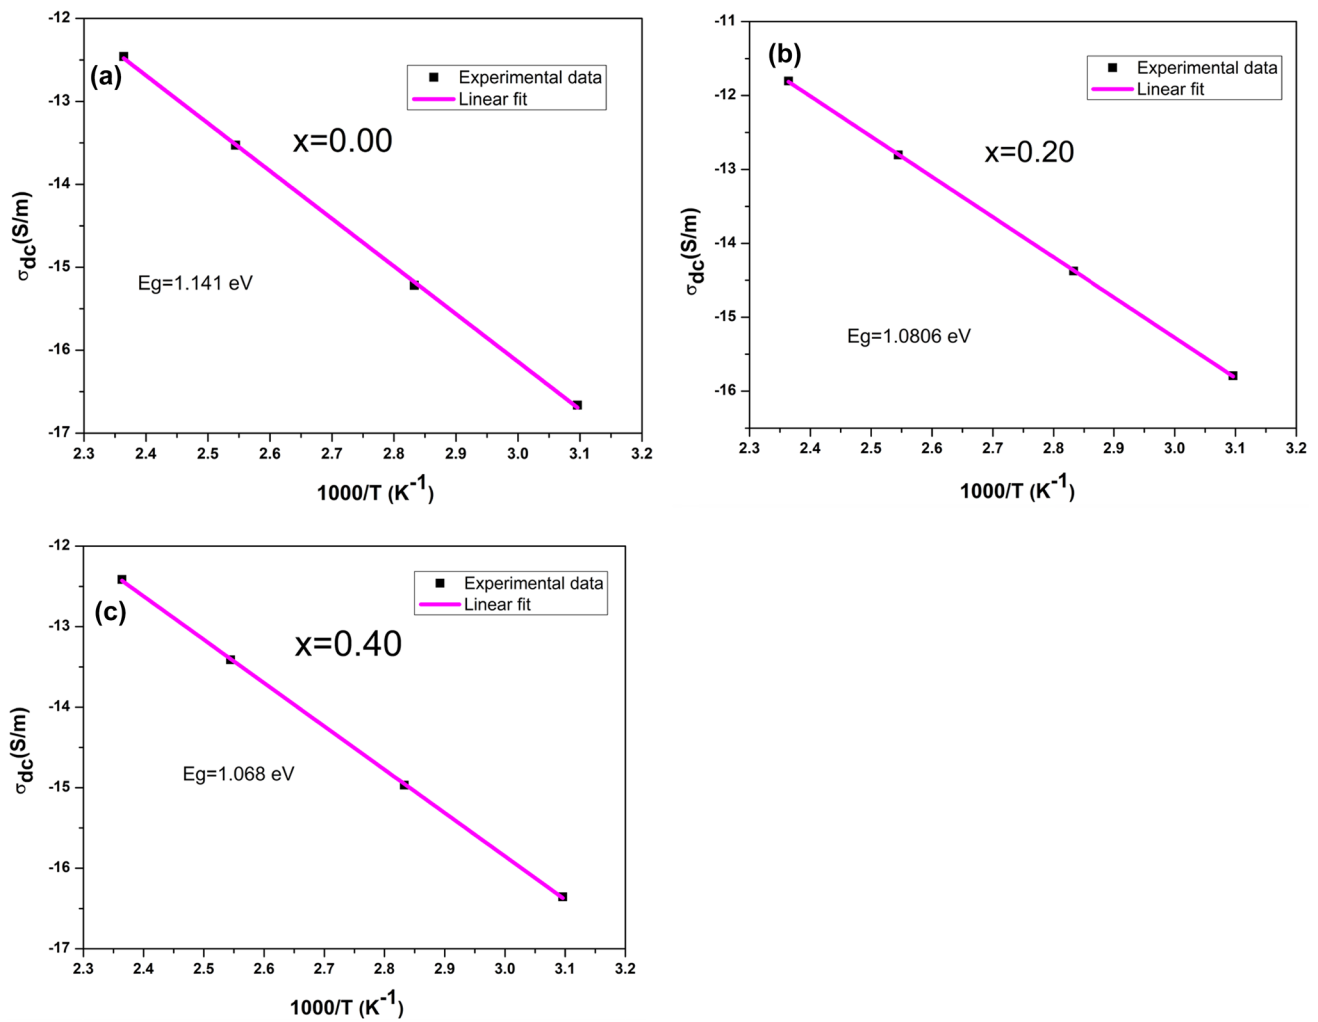 -12
-13
-14
-15
-16
-17
(a)
Experimental data
Linear fit
x=0.00
Eg=1.141 eV
σdc(S/m)
2.3 2.4 2.5 2.6 2.7 2.8 2.9 3.0 3.1 3.2
1000/T (K-1)
-11
-12
-13
-14
-15
-16
(b)
Experimental data
Linear fit
x=0.20
Eg=1.0806 eV
σdc(S/m)
2.3 2.4 2.5 2.6 2.7 2.8 2.9 3.0 3.1 3.2
1000/T (K-1)
-12
-13
-14
-15
-16
-17
(c)
Experimental data
Linear fit
x=0.40
Eg=1.068 eV
σdc(S/m)
2.3 2.4 2.5 2.6 2.7 2.8 2.9 3.0 3.1 3.2
1000/T (K-1)